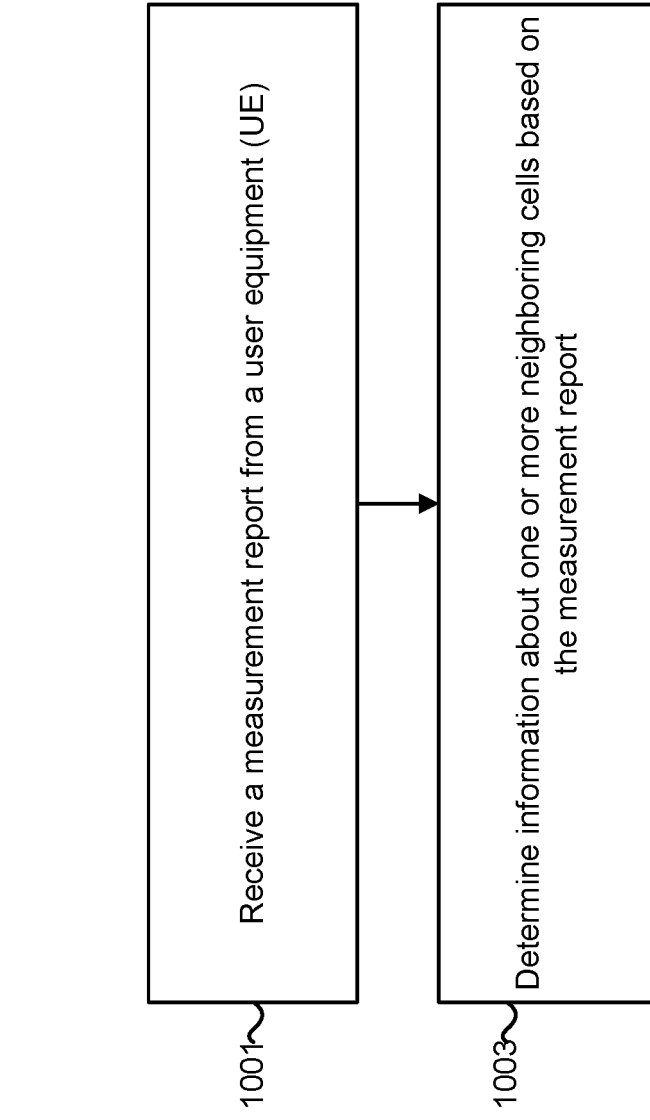 Receive a measurement report from a user equipment (UE)
1001
Determine information about one or more neighboring cells based on
the measurement report
1003